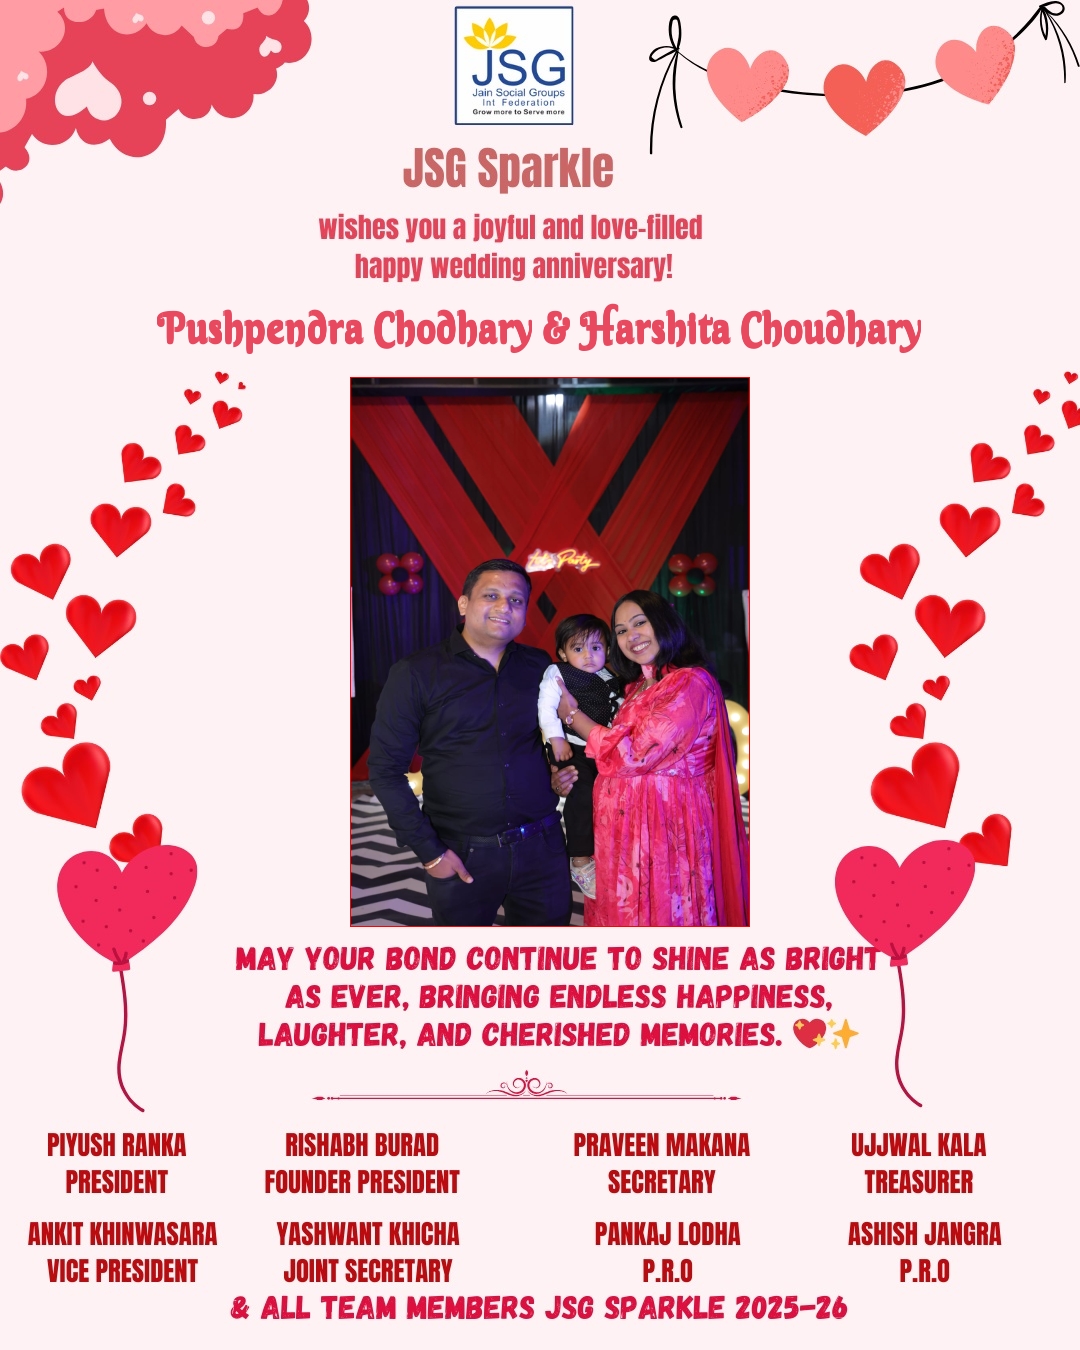 JSG
Jain Social Groups
Int Federation
Grow more to Serve more
JSG Sparkle
wishes you a joyful and love-filled
happy wedding anniversary!
Pushpendra Chodhary & Harshita Choudhary
Party
MAY YOUR BOND CONTINUE TO SHINE AS BRIGHT
AS EVER, BRINGING ENDLESS HAPPINESS,
LAUGHTER, AND CHERISHED MEMORIES. 💖✨
PIYUSH RANKA
PRESIDENT
RISHABH BURAD
FOUNDER PRESIDENT
PRAVEEN MAKANA
SECRETARY
UJJWAL KALA
TREASURER
ANKIT KHINWASARA
VICE PRESIDENT
YASHWANT KHICHA
JOINT SECRETARY
PANKAJ LODHA
P.R.O
ASHISH JANGRA
P.R.O
& ALL TEAM MEMBERS JSG SPARKLE 2025-26